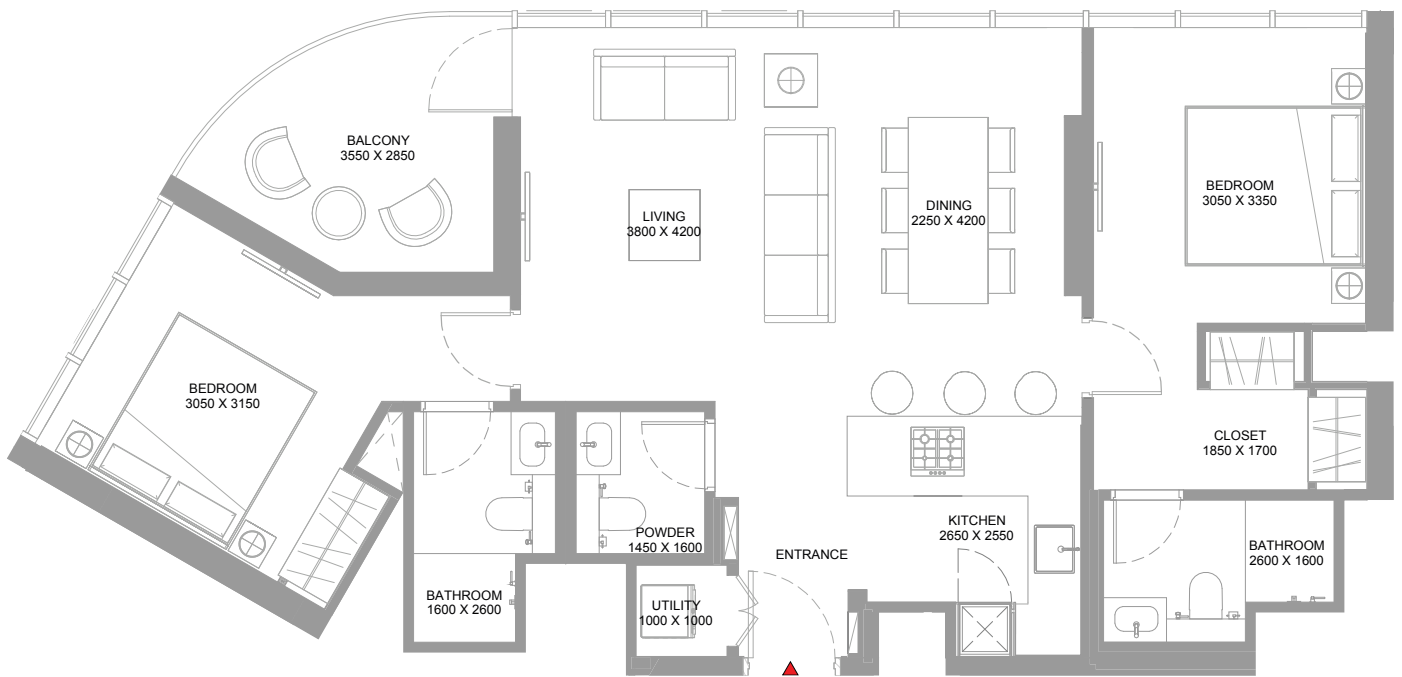 BALCONY
3550 X 2850
LIVING
3800 X 4200
DINING
2250 X 4200
BEDROOM
3050 X 3350
BEDROOM
3050 X 3150
CLOSET
1850 X 1700
KITCHEN
2650 X 2550
POWDER
1450 X 1600
ENTRANCE
BATHROOM
2600 X 1600
BATHROOM
1600 X 2600
UTILITY
1000 X 1000